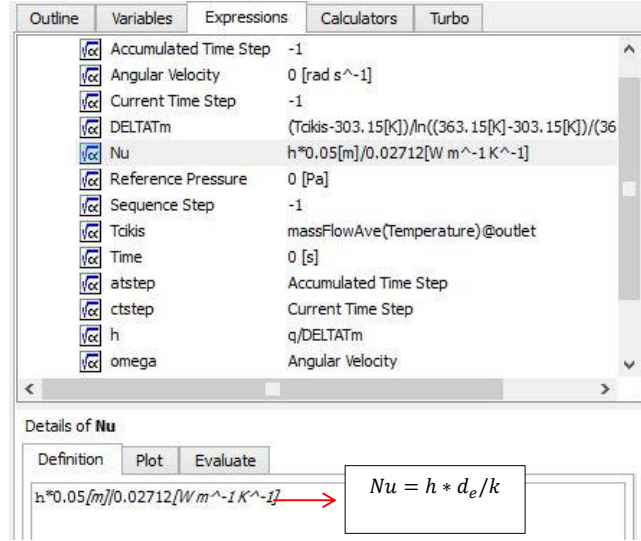 Outline Variables Expressions Calculators Turbo
Accumulated Time Step -1
Angular Velocity 0 [rad s^-1]
Current Time Step -1
DELTATm (Tcikis-303.15[K])/ln((363.15[K]-303.15[K])/(36
Nu h*0.05[m]/0.02712[W m^-1 K^-1]
Reference Pressure 0 [Pa]
Sequence Step -1
Tcikis massFlowAve(Temperature)@outlet
Time 0 [s]
atstep Accumulated Time Step
ctstep Current Time Step
h q/DELTATm
omega Angular Velocity
Details of Nu
Definition Plot Evaluate
h*0.05[m]/0.02712[W m^-1 K^-1]
Nu = h * d_e/k